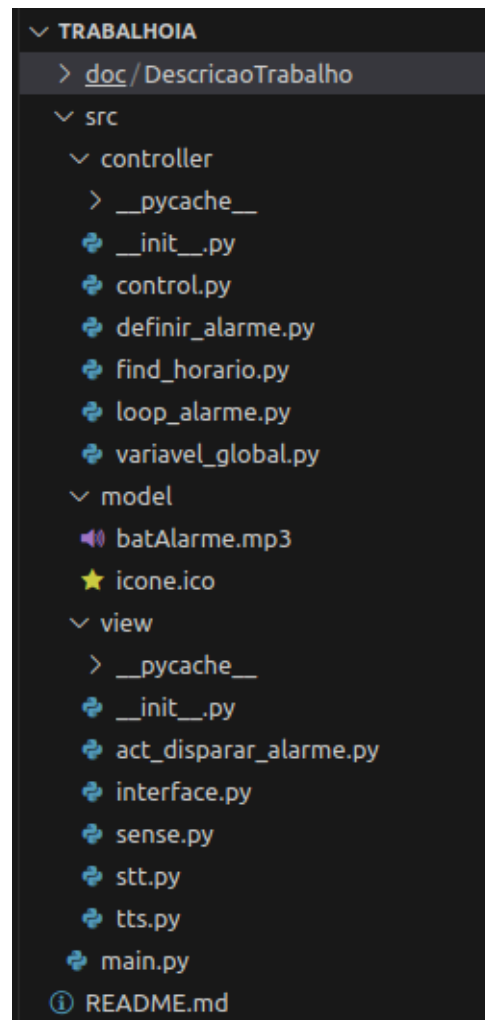 TRABALHOIA
doc / DescricaoTrabalho
src
controller
__pycache__
__init__.py
control.py
definir_alarme.py
find_horario.py
loop_alarme.py
variavel_global.py
model
batAlarme.mp3
icone.ico
view
__pycache__
__init__.py
act_disparar_alarme.py
interface.py
sense.py
stt.py
tts.py
main.py
README.md